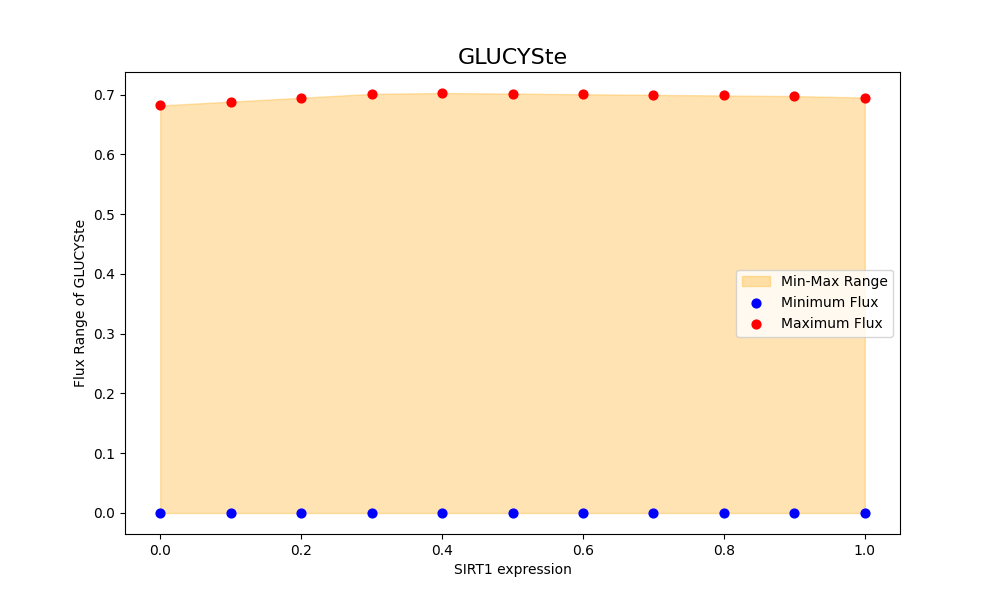 GLUCYSte
Flux Range of GLUCYSte
0.7
0.6
0.5
0.4
0.3
0.2
0.1
0.0
Min-Max Range
Minimum Flux
Maximum Flux
0.0 0.2 0.4 0.6 0.8 1.0
SIRT1 expression